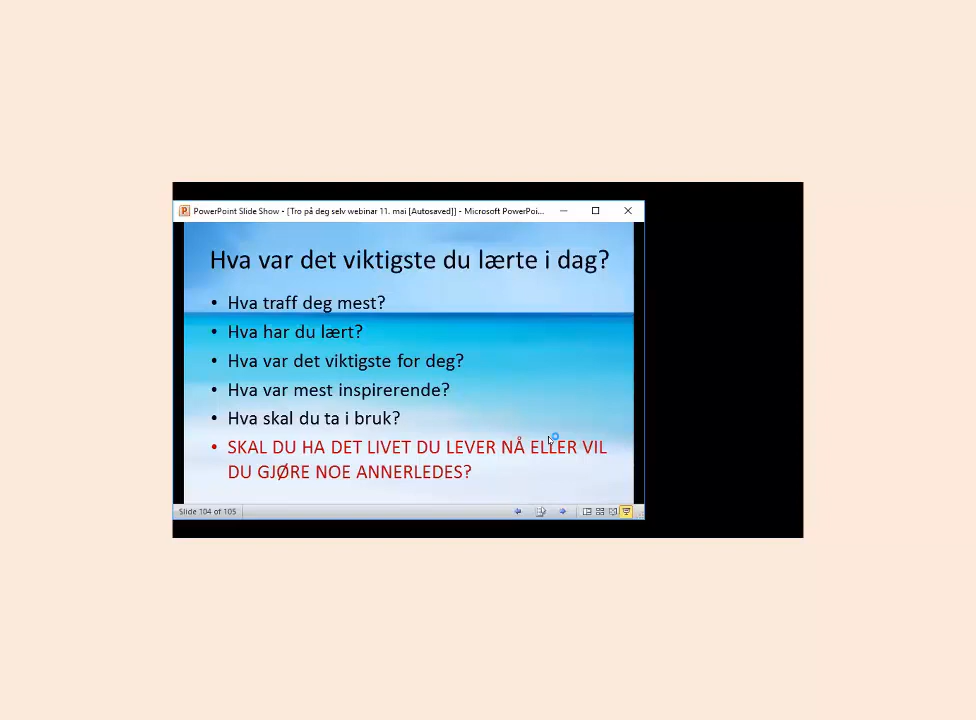 PowerPoint Slide Show - [Tro på deg selv webinar 11. mai [Autosaved]] - Microsoft PowerPoi...
Hva var det viktigste du lærte i dag?
• Hva traff deg mest?
• Hva har du lært?
• Hva var det viktigste for deg?
• Hva var mest inspirerende?
• Hva skal du ta i bruk?
• SKAL DU HA DET LIVET DU LEVER NÅ ELLER VIL
DU GJØRE NOE ANNERLEDES?
Slide 104 of 105